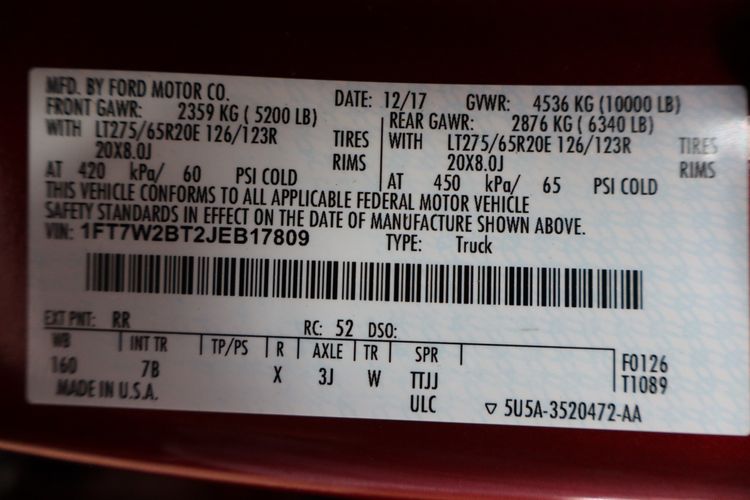 MFD. BY FORD MOTOR CO.
DATE: 12/17 GVWR: 4536 KG (10000 LB)
FRONT GAWR: 2359 KG ( 5200 LB)
REAR GAWR: 2876 KG ( 6340 LB)
WITH LT275/65R20E 126/123R TIRES
WITH LT275/65R20E 126/123R TIRES
20X8.0J RIMS
20X8.0J RIMS
AT 420 kPa/ 60 PSI COLD
AT 450 kPa/ 65 PSI COLD
THIS VEHICLE CONFORMS TO ALL APPLICABLE FEDERAL MOTOR VEHICLE
SAFETY STANDARDS IN EFFECT ON THE DATE OF MANUFACTURE SHOWN ABOVE.
VIN: 1FT7W2BT2JEB17809 TYPE: Truck
EXT PNT: RR RC: 52 DSO:
WB INT TR TP/PS R AXLE TR SPR
160 7B X 3J W TTJJ
F0126
T1089
MADE IN U.S.A. ULC ▽ 5U5A-3520472-AA